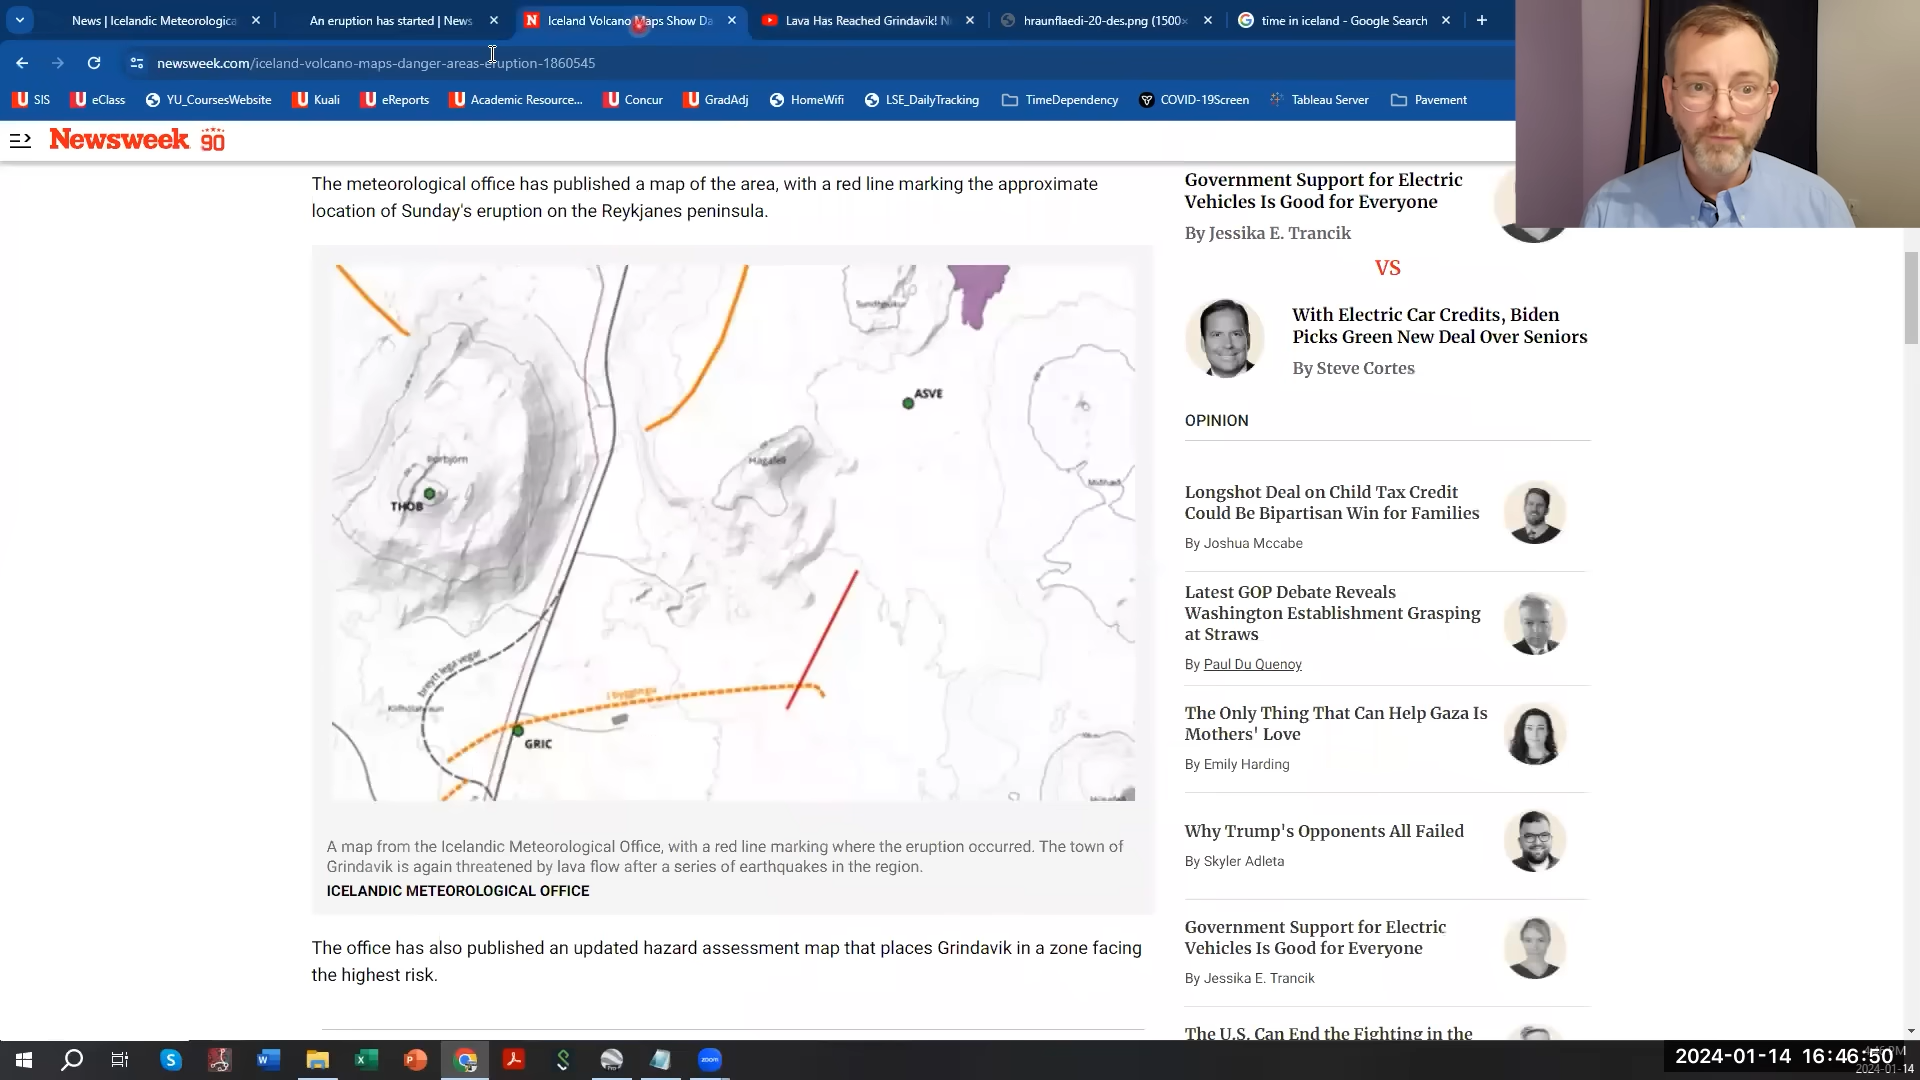 News | Icelandic Meteorologica
An eruption has started | News
Iceland Volcano Maps Show Da
Lava Has Reached Grindavik! N
hraunflaedi-20-des.png (1500×
time in iceland - Google Search
newsweek.com/iceland-volcano-maps-danger-areas-eruption-1860545
SIS
eClass
YU_CoursesWebsite
Kuali
eReports
Academic Resource...
Concur
GradAdj
HomeWifi
LSE_DailyTracking
TimeDependency
COVID-19Screen
Tableau Server
Pavement
Newsweek 90
The meteorological office has published a map of the area, with a red line marking the approximate
location of Sunday's eruption on the Reykjanes peninsula.
ASVE
Hagafell
Þorbjörn
THOB
breytt lega vegar
Í byggingu
GRIC
A map from the Icelandic Meteorological Office, with a red line marking where the eruption occurred. The town of
Grindavik is again threatened by lava flow after a series of earthquakes in the region.
ICELANDIC METEOROLOGICAL OFFICE
The office has also published an updated hazard assessment map that places Grindavik in a zone facing
the highest risk.
Government Support for Electric
Vehicles Is Good for Everyone
By Jessika E. Trancik
VS
With Electric Car Credits, Biden
Picks Green New Deal Over Seniors
By Steve Cortes
OPINION
Longshot Deal on Child Tax Credit
Could Be Bipartisan Win for Families
By Joshua Mccabe
Latest GOP Debate Reveals
Washington Establishment Grasping
at Straws
By Paul Du Quenoy
The Only Thing That Can Help Gaza Is
Mothers' Love
By Emily Harding
Why Trump's Opponents All Failed
By Skyler Adleta
Government Support for Electric
Vehicles Is Good for Everyone
By Jessika Trancik
The U.S. Can End the Fighting in the
zoom
2024-01-14 16:46:50
2024-01-14